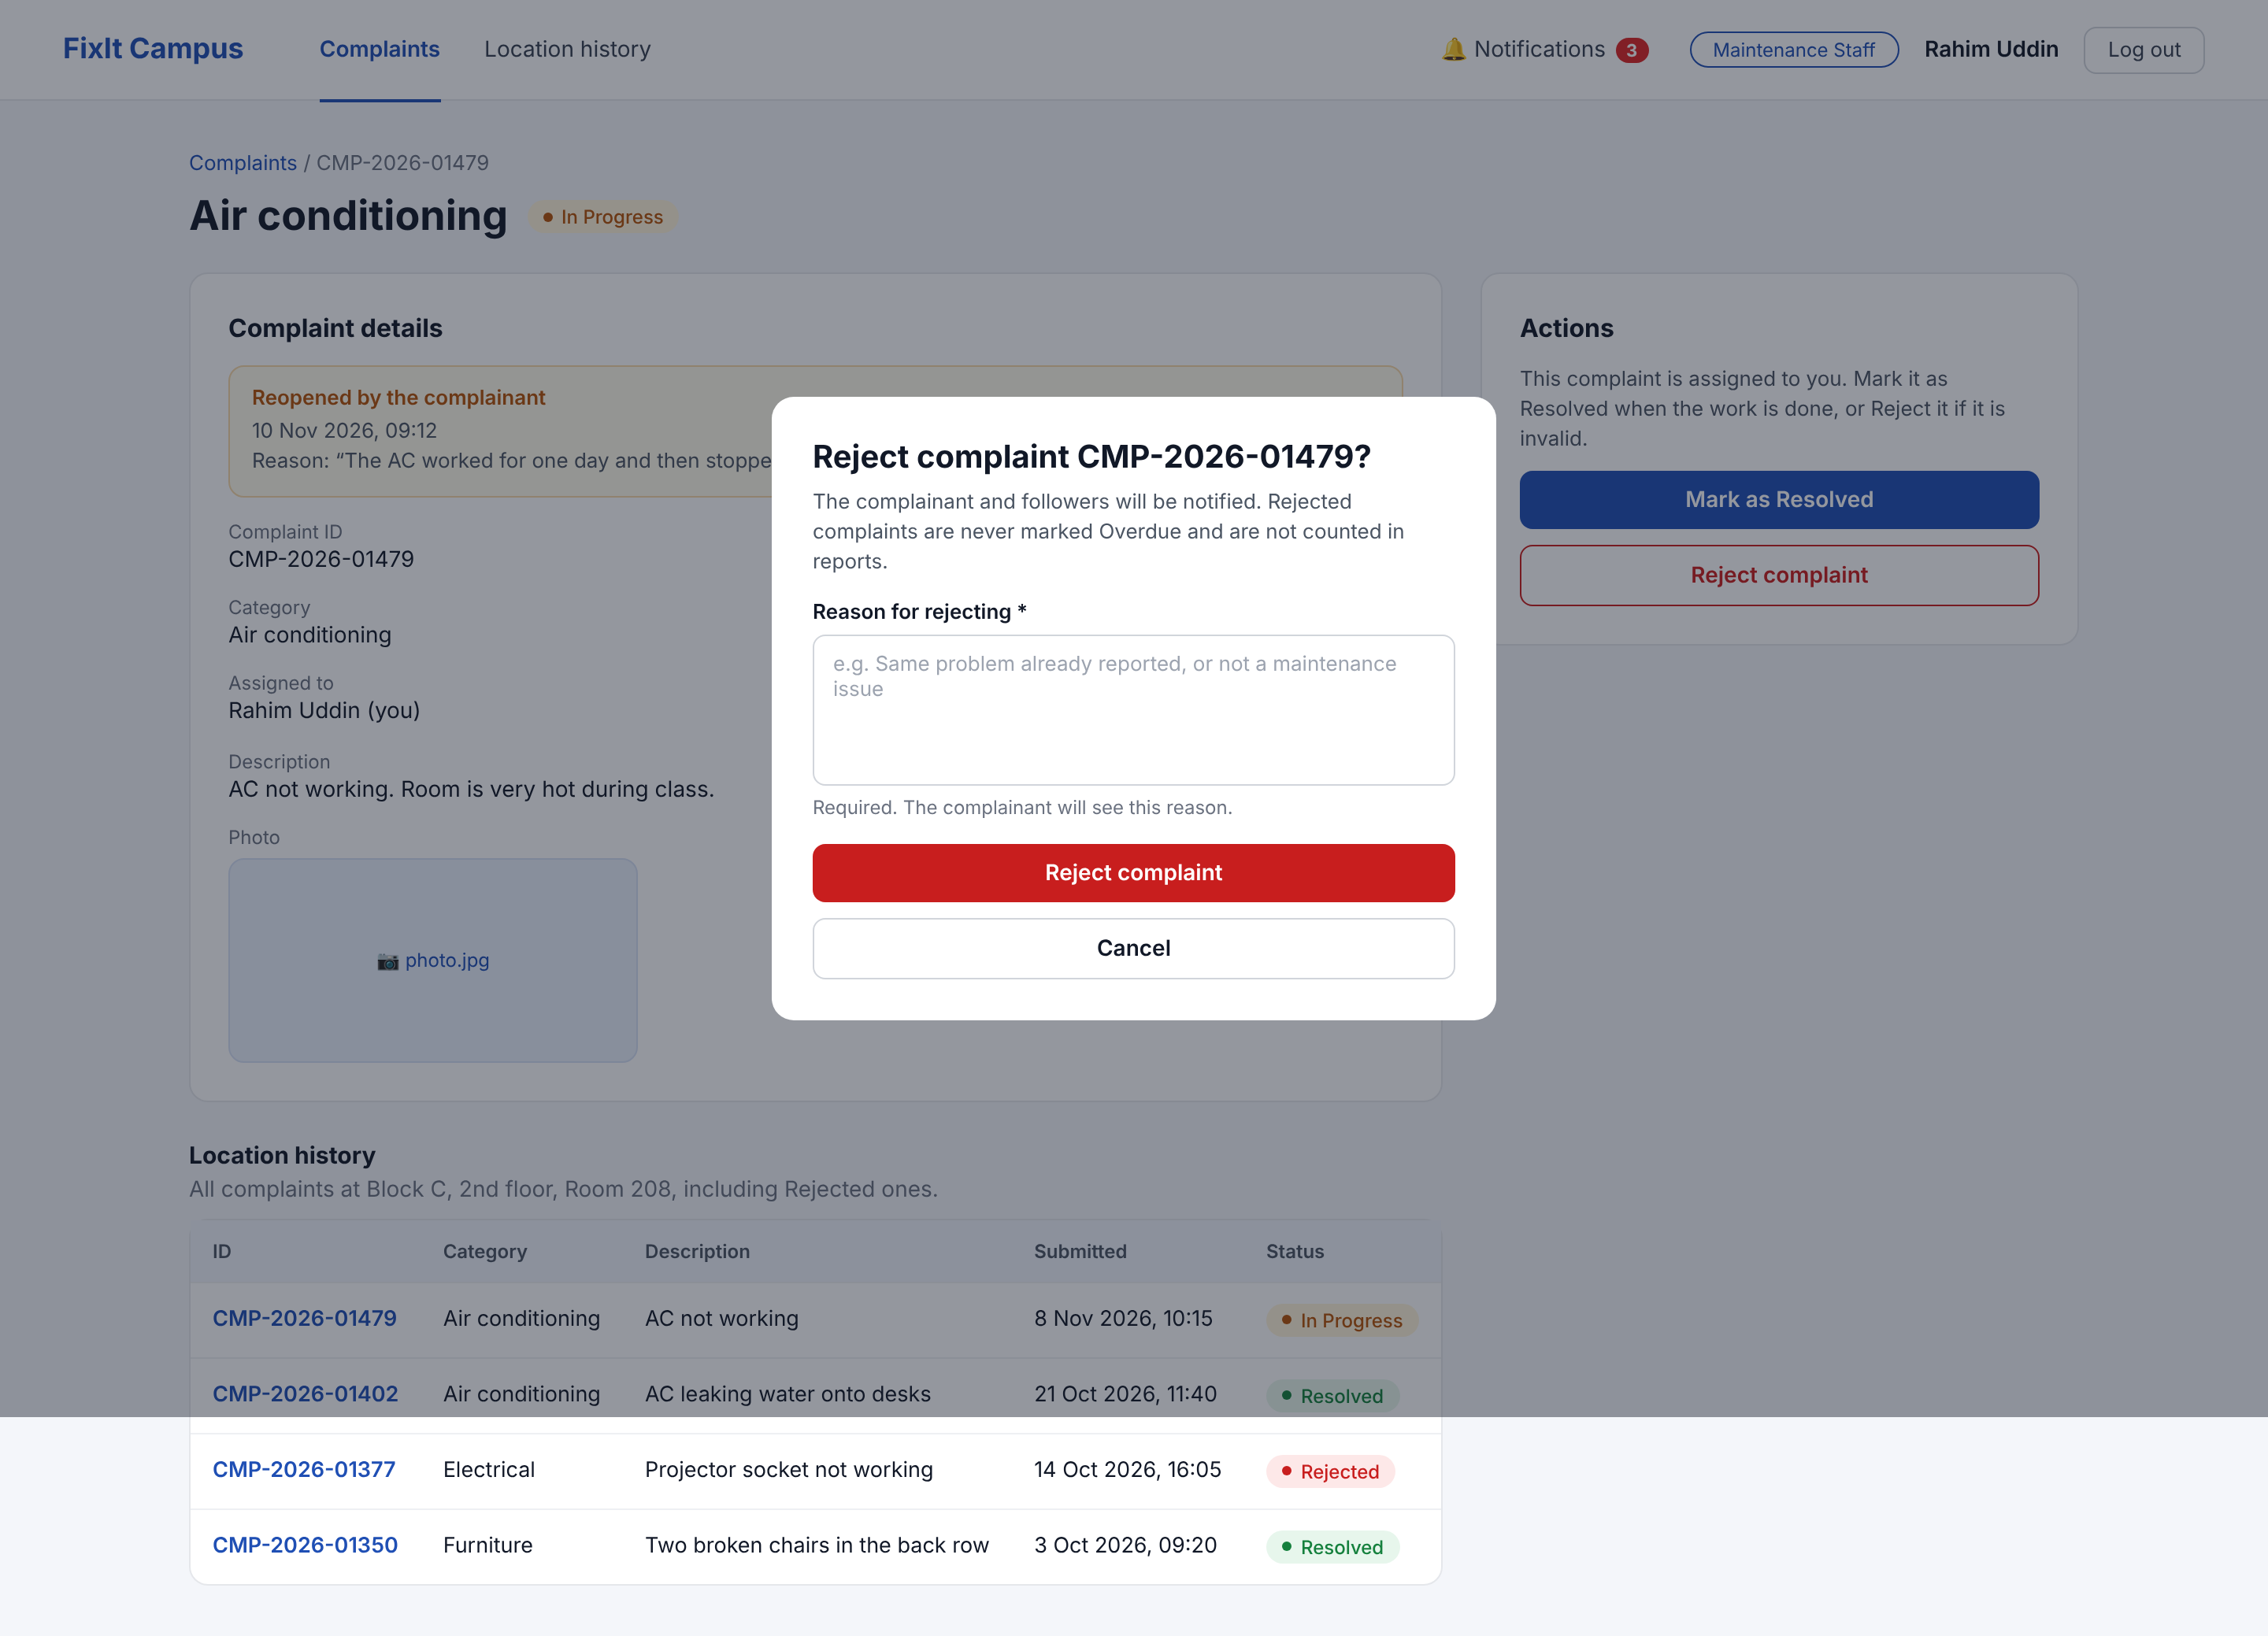 FixIt Campus
Complaints
Location history
🔔 Notifications 3
Maintenance Staff
Rahim Uddin
Log out
Complaints / CMP-2026-01479
Air conditioning
In Progress
Complaint details
Reopened by the complainant
10 Nov 2026, 09:12
Reason: “The AC worked for one day and then stoppe
Complaint ID
CMP-2026-01479
Category
Air conditioning
Assigned to
Rahim Uddin (you)
Description
AC not working. Room is very hot during class.
Photo
📷 photo.jpg
Actions
This complaint is assigned to you. Mark it as
Resolved when the work is done, or Reject it if it is
invalid.
Mark as Resolved
Reject complaint
Reject complaint CMP-2026-01479?
The complainant and followers will be notified. Rejected
complaints are never marked Overdue and are not counted in
reports.
Reason for rejecting *
e.g. Same problem already reported, or not a maintenance
issue
Required. The complainant will see this reason.
Reject complaint
Cancel
Location history
All complaints at Block C, 2nd floor, Room 208, including Rejected ones.
ID Category Description Submitted Status
CMP-2026-01479 Air conditioning AC not working 8 Nov 2026, 10:15 In Progress
CMP-2026-01402 Air conditioning AC leaking water onto desks 21 Oct 2026, 11:40 Resolved
CMP-2026-01377 Electrical Projector socket not working 14 Oct 2026, 16:05 Rejected
CMP-2026-01350 Furniture Two broken chairs in the back row 3 Oct 2026, 09:20 Resolved